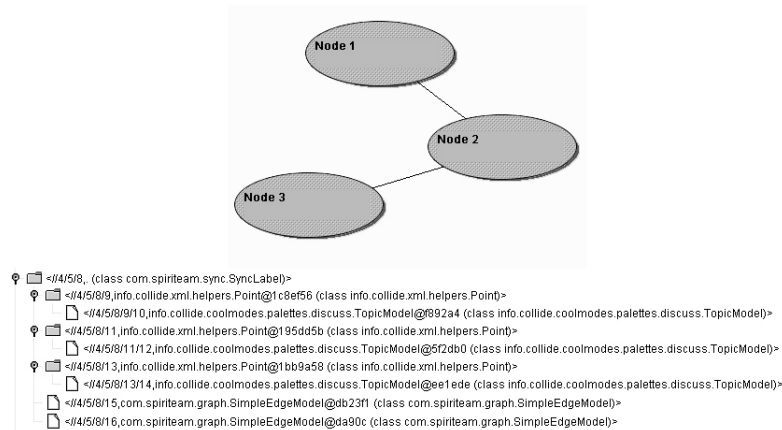 Node 1
Node 2
Node 3
<//4/5/8,. (class com.spiriteam.sync.SyncLabel)>
<//4/5/8/9,info.collide.xml.helpers.Point@1c8ef56 (class info.collide.xml.helpers.Point)>
<//4/5/8/9/10,info.collide.coolmodes.palettes.discuss.TopicModel@f892a4 (class info.collide.coolmodes.palettes.discuss.TopicModel)>
<//4/5/8/11,info.collide.xml.helpers.Point@195dd5b (class info.collide.xml.helpers.Point)>
<//4/5/8/11/12,info.collide.coolmodes.palettes.discuss.TopicModel@5f2db0 (class info.collide.coolmodes.palettes.discuss.TopicModel)>
<//4/5/8/13,info.collide.xml.helpers.Point@1bb9a58 (class info.collide.xml.helpers.Point)>
<//4/5/8/13/14,info.collide.coolmodes.palettes.discuss.TopicModel@ee1ede (class info.collide.coolmodes.palettes.discuss.TopicModel)>
<//4/5/8/15,com.spiriteam.graph.SimpleEdgeModel@db23f1 (class com.spiriteam.graph.SimpleEdgeModel)>
<//4/5/8/16,com.spiriteam.graph.SimpleEdgeModel@da90c (class com.spiriteam.graph.SimpleEdgeModel)>